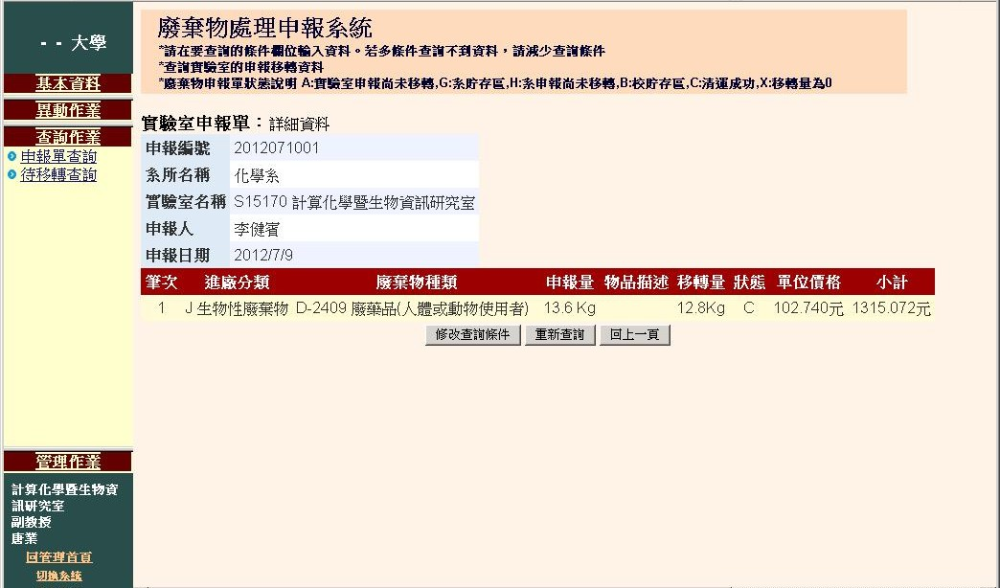 - - 大學
基本資料
異動作業
查詢作業
申報單查詢
待移轉查詢
管理作業
計算化學暨生物資
訊研究室
副教授
唐業
回管理首頁
切換系統
廢棄物處理申報系統
*請在要查詢的條件欄位輸入資料。若多條件查詢不到資料，請減少查詢條件
*查詢實驗室的申報移轉資料
*廢棄物申報單狀態說明 A:實驗室申報尚未移轉,G:系貯存區,H:系申報尚未移轉,B:校貯存區,C:清運成功,X:移轉量為0
實驗室申報單：詳細資料
申報編號 2012071001
系所名稱 化學系
實驗室名稱 S15170 計算化學暨生物資訊研究室
申報人 李健賓
申報日期 2012/7/9
筆次 進廠分類 廢棄物種類 申報量 物品描述 移轉量 狀態 單位價格 小計
1 J 生物性廢棄物 D-2409 廢藥品(人體或動物使用者) 13.6 Kg 12.8Kg C 102.740元 1315.072元
修改查詢條件 重新查詢 回上一頁